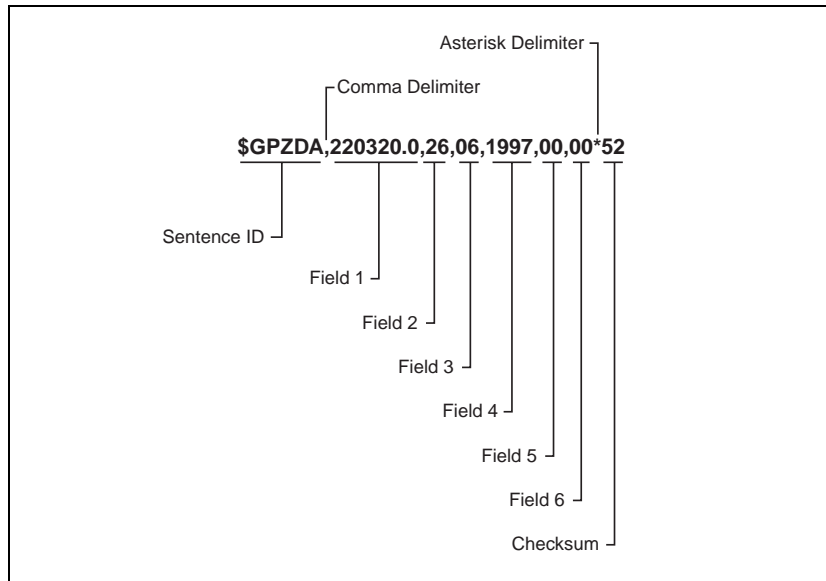 Asterisk Delimiter
Comma Delimiter
$GPZDA,220320.0,26,06,1997,00,00*52
Sentence ID
Field 1
Field 2
Field 3
Field 4
Field 5
Field 6
Checksum